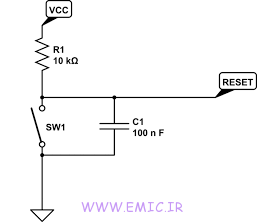 VCC
R1
10 kΩ
RESET
SW1
C1
100 n F
WWW.EMIC.IR